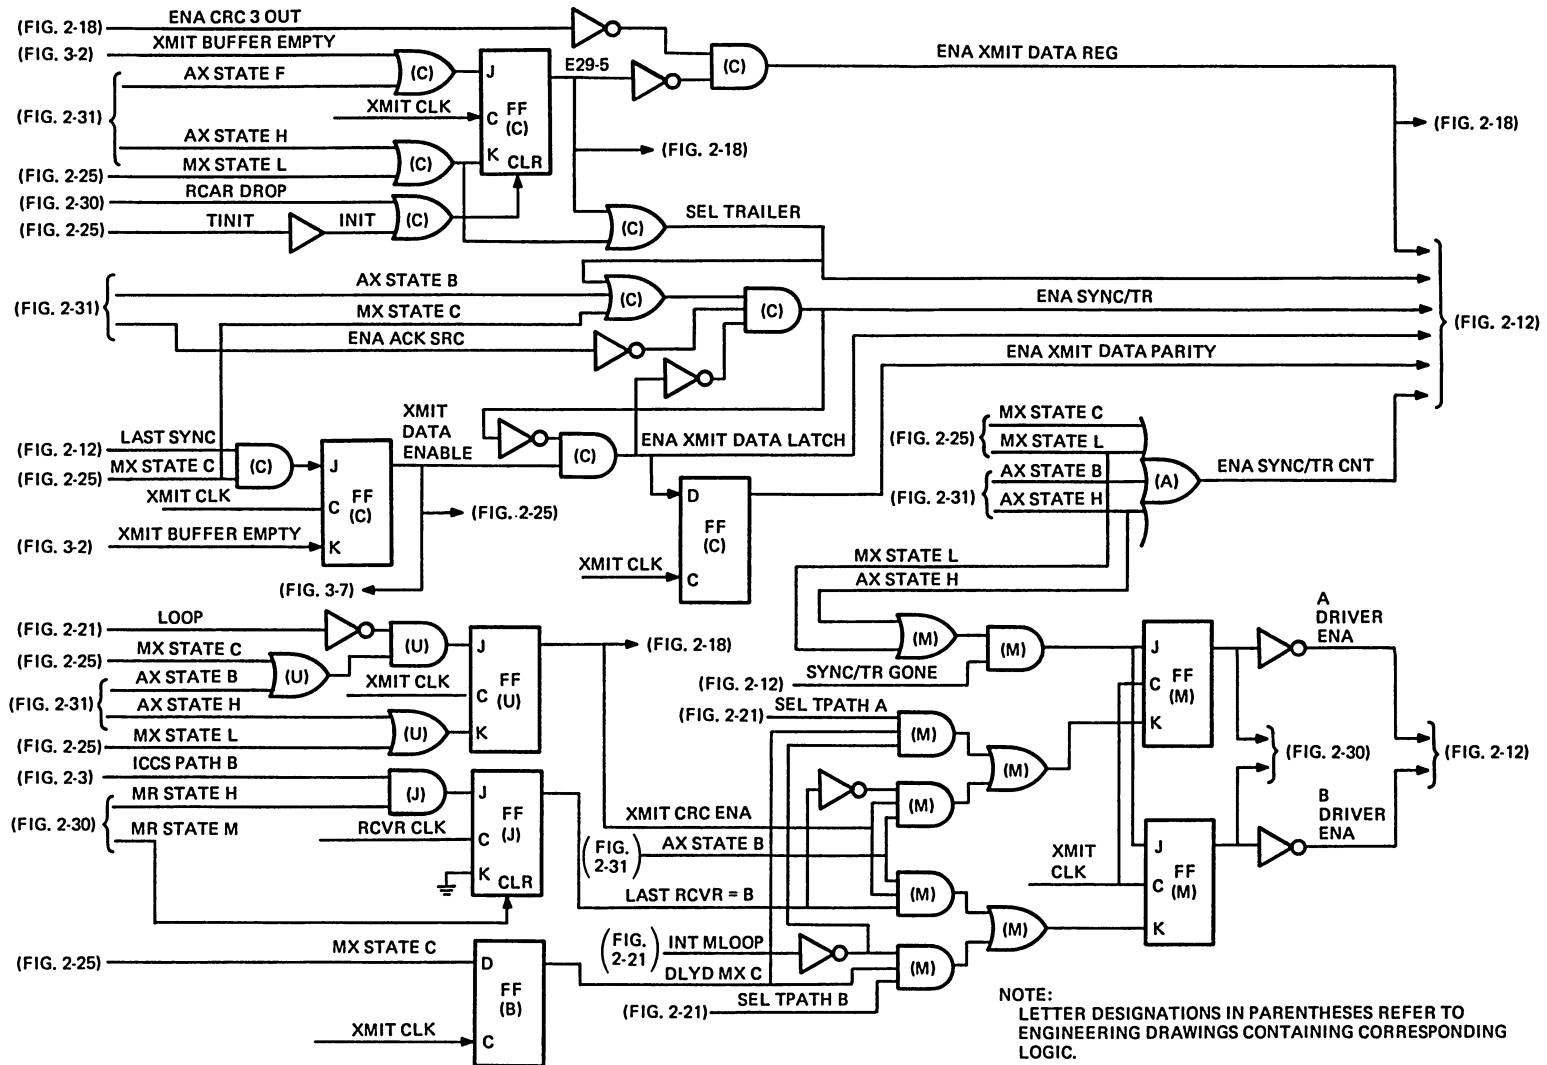 (FIG. 2-18) ENA CRC 3 OUT
(FIG. 3-2) XMIT BUFFER EMPTY
(FIG. 2-31) AX STATE F
XMIT CLK
AX STATE H
(FIG. 2-25) MX STATE L
(FIG. 2-30) RCAR DROP
(FIG. 2-25) TINIT INIT
(C)
(C)
(C)
J
C
K
FF
(C)
CLR
E29-5
(C)
ENA XMIT DATA REG
(FIG. 2-18)
(FIG. 2-18)
(C)
SEL TRAILER
(FIG. 2-31) AX STATE B
MX STATE C
ENA ACK SRC
(C)
(C)
ENA SYNC/TR
(FIG. 2-12)
ENA XMIT DATA PARITY
(FIG. 2-12) LAST SYNC
(FIG. 2-25) MX STATE C
XMIT CLK
(FIG. 3-2) XMIT BUFFER EMPTY
(C)
J
C
K
FF
(C)
XMIT
DATA
ENABLE
(FIG. 2-25)
(FIG. 3-7)
(C)
ENA XMIT DATA LATCH
D
FF
(C)
C
XMIT CLK
(FIG. 2-25) MX STATE C
MX STATE L
(FIG. 2-31) AX STATE B
AX STATE H
(A)
ENA SYNC/TR CNT
MX STATE L
AX STATE H
(FIG. 2-21) LOOP
(FIG. 2-25) MX STATE C
(FIG. 2-31) AX STATE B
AX STATE H
(FIG. 2-25) MX STATE L
(U)
(U)
(U)
XMIT CLK
J
C
K
FF
(U)
(FIG. 2-18)
(FIG. 2-3) ICCS PATH B
(FIG. 2-30) MR STATE H
MR STATE M
(J)
RCVR CLK
J
C
K
FF
(J)
CLR
(FIG. 2-25) MX STATE C
XMIT CLK
D
FF
(B)
C
(M)
(M)
(FIG. 2-12) SYNC/TR GONE
(FIG. 2-21) SEL TPATH A
(M)
(M)
(M)
XMIT CRC ENA
(FIG.
2-31) AX STATE B
LAST RCVR = B
(M)
(M)
(FIG.
2-21) INT MLOOP
DLYD MX C
(M)
(FIG. 2-21) SEL TPATH B
J
C
K
FF
(M)
XMIT
CLK
J
C
K
FF
(M)
A
DRIVER
ENA
(FIG. 2-30)
(FIG. 2-12)
B
DRIVER
ENA
NOTE:
LETTER DESIGNATIONS IN PARENTHESES REFER TO
ENGINEERING DRAWINGS CONTAINING CORRESPONDING
LOGIC.